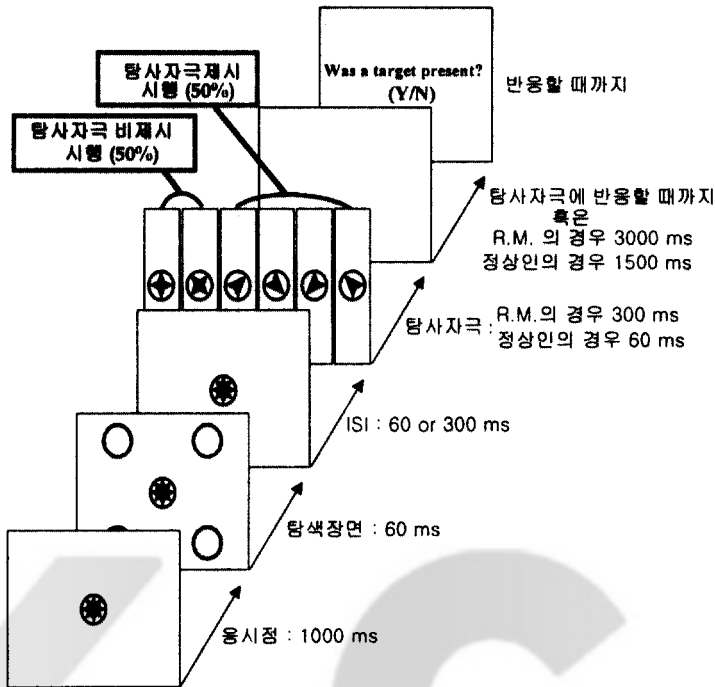 탐사자극제시
시행 (50%)
탐사자극 비제시
시행 (50%)
Was a target present?
(Y/N)
반응할 때까지
탐사자극에 반응할 때까지
혹은
R.M. 의 경우 3000 ms
정상인의 경우 1500 ms
탐사자극 : R.M.의 경우 300 ms
정상인의 경우 60 ms
ISI : 60 or 300 ms
탐색장면 : 60 ms
응시점 : 1000 ms